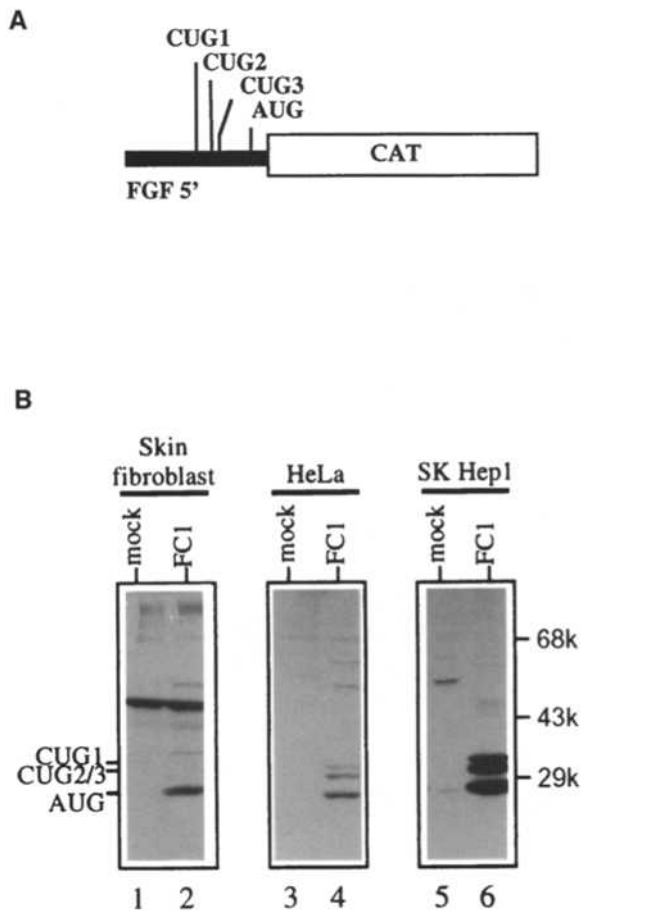 A
CUG1
CUG2
CUG3
AUG
CAT
FGF 5'
B
Skin
fibroblast
HeLa
SK Hep1
mock
FC1
mock
FC1
mock
FC1
68k
43k
CUG1
CUG2/3
29k
AUG
1 2 3 4 5 6